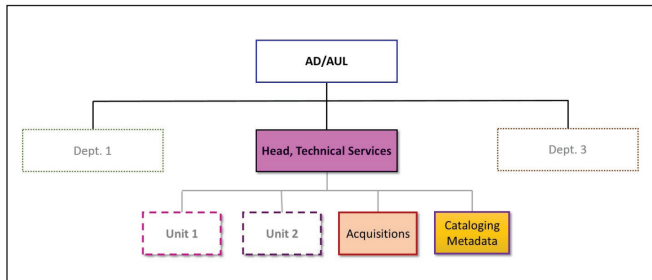 AD/AUL
Dept. 1
Head, Technical Services
Dept. 3
Unit 1
Unit 2
Acquisitions
Cataloging
Metadata